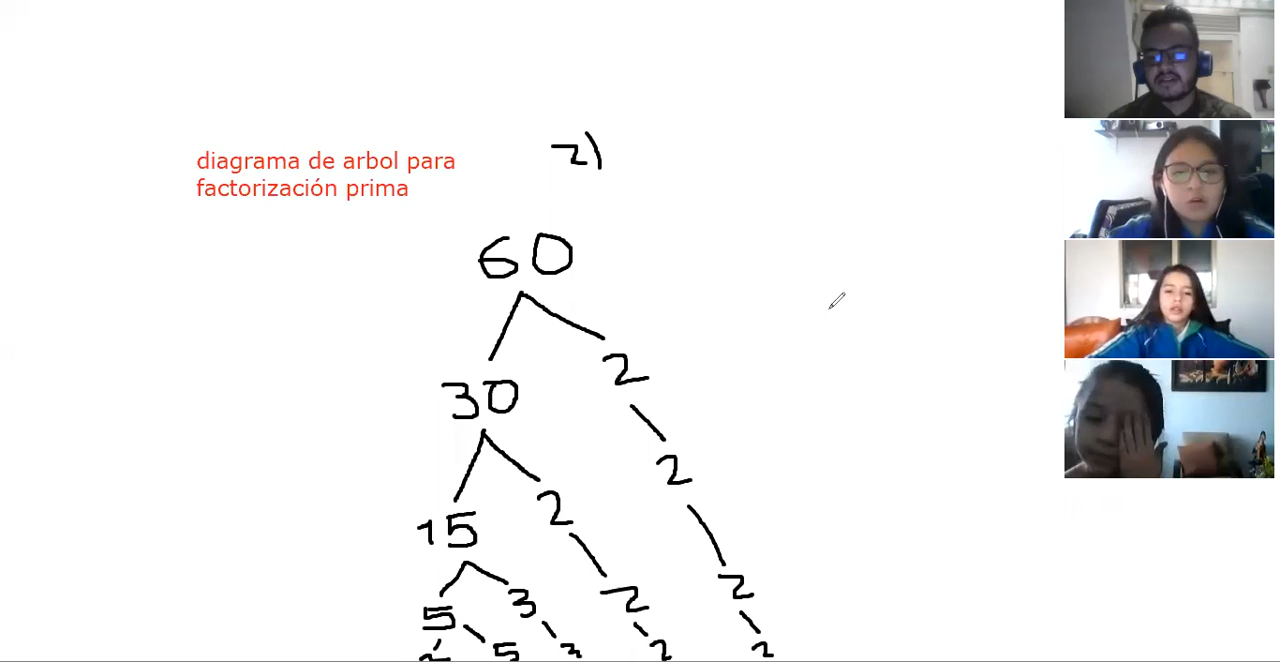 diagrama de arbol para
factorización prima
2)
60
30 2
2
15 2
5 3 2 2
5 2 2